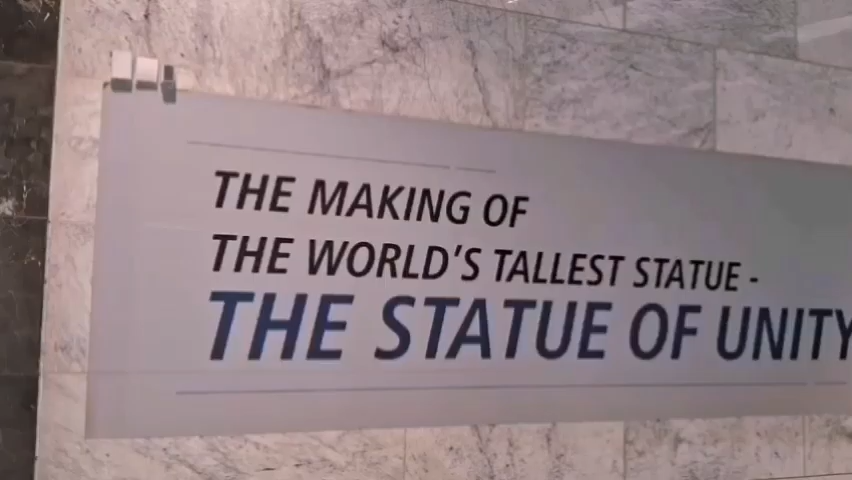 THE MAKING OF
THE WORLD'S TALLEST STATUE -
THE STATUE OF UNITY